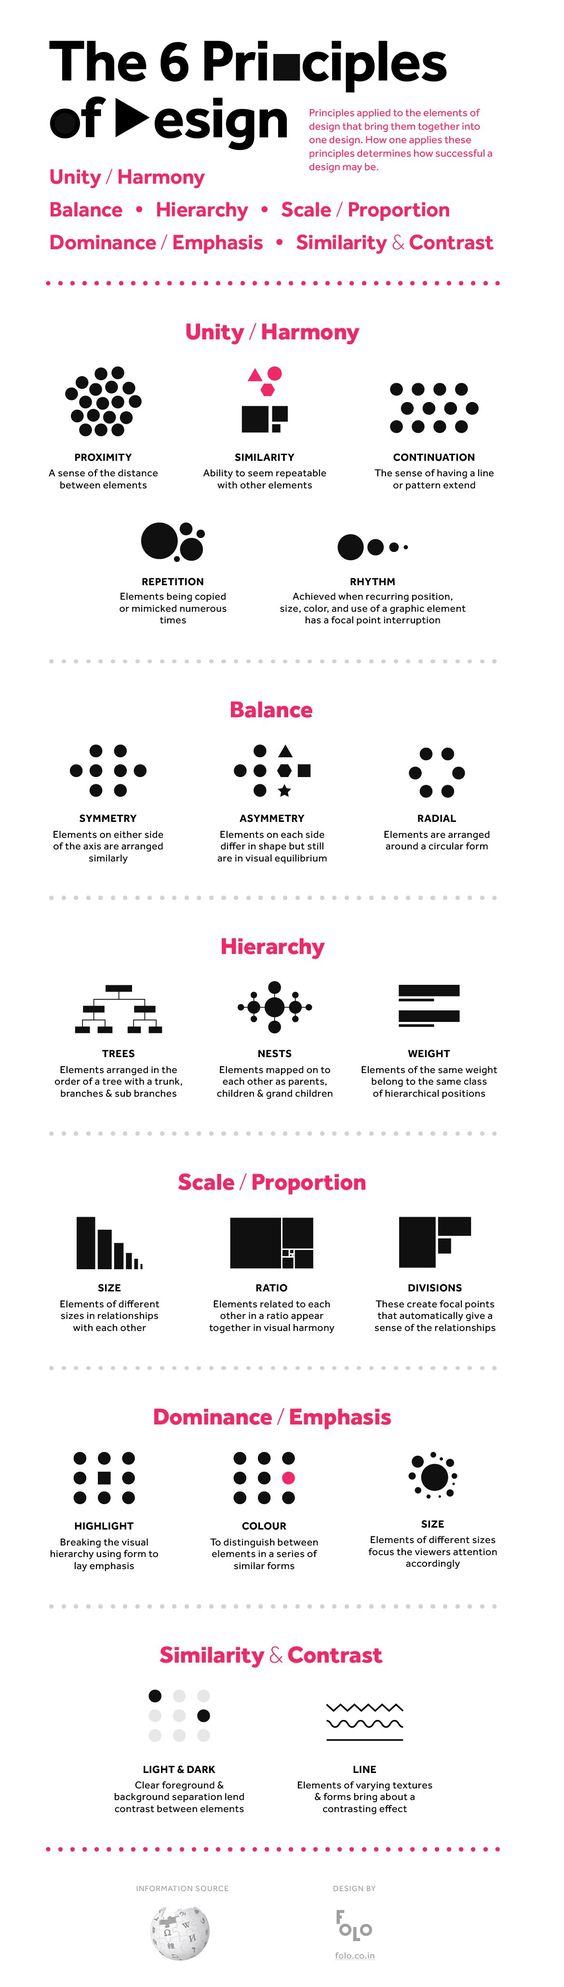 The 6 Principles
of Design
Principles applied to the elements of
design that bring them together into
one design. How one applies these
principles determines how successful a
design may be.
Unity / Harmony
Balance • Hierarchy • Scale / Proportion
Dominance / Emphasis • Similarity & Contrast
Unity / Harmony
PROXIMITY
A sense of the distance
between elements
SIMILARITY
Ability to seem repeatable
with other elements
CONTINUATION
The sense of having a line
or pattern extend
REPETITION
Elements being copied
or mimicked numerous
times
RHYTHM
Achieved when recurring position,
size, color, and use of a graphic element
has a focal point interruption
Balance
SYMMETRY
Elements on either side
of the axis are arranged
similarly
ASYMMETRY
Elements on each side
differ in shape but still
are in visual equilibrium
RADIAL
Elements are arranged
around a circular form
Hierarchy
TREES
Elements arranged in the
order of a tree with a trunk,
branches & sub branches
NESTS
Elements mapped on to
each other as parents,
children & grand children
WEIGHT
Elements of the same weight
belong to the same class
of hierarchical positions
Scale / Proportion
SIZE
Elements of different
sizes in relationships
with each other
RATIO
Elements related to each
other in a ratio appear
together in visual harmony
DIVISIONS
These create focal points
that automatically give a
sense of the relationships
Dominance / Emphasis
HIGHLIGHT
Breaking the visual
hierarchy using form to
lay emphasis
COLOUR
To distinguish between
elements in a series of
similar forms
SIZE
Elements of different sizes
focus the viewers attention
accordingly
Similarity & Contrast
LIGHT & DARK
Clear foreground &
background separation lend
contrast between elements
LINE
Elements of varying textures
& forms bring about a
contrasting effect
INFORMATION SOURCE
Ω W
И
DESIGN BY
FOLO
folo.co.in